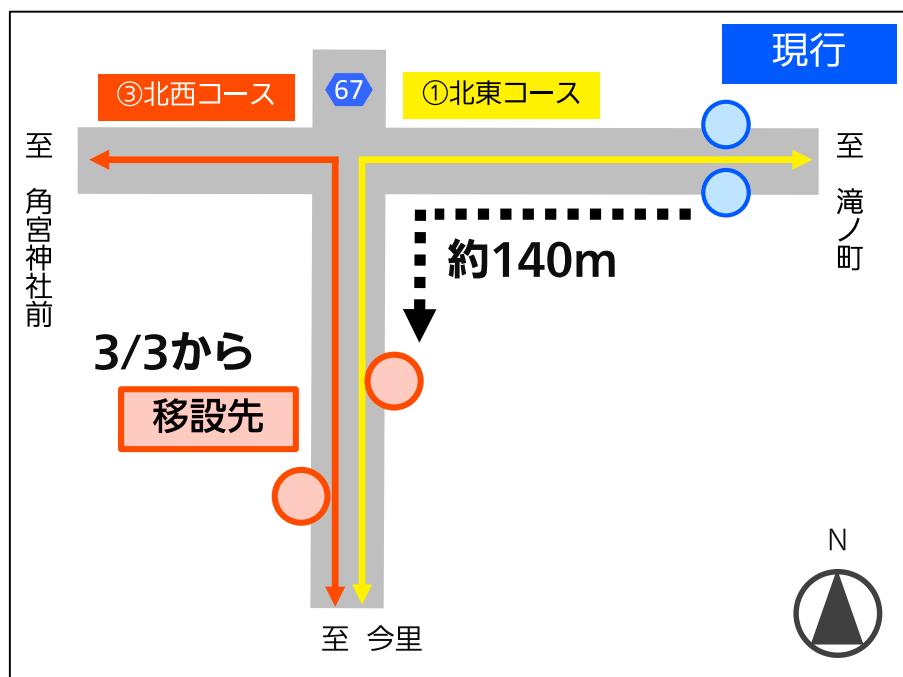 現行
③北西コース
67
①北東コース
至 角宮神社前
至 滝ノ町
約140m
3/3から
移設先
N
至 今里